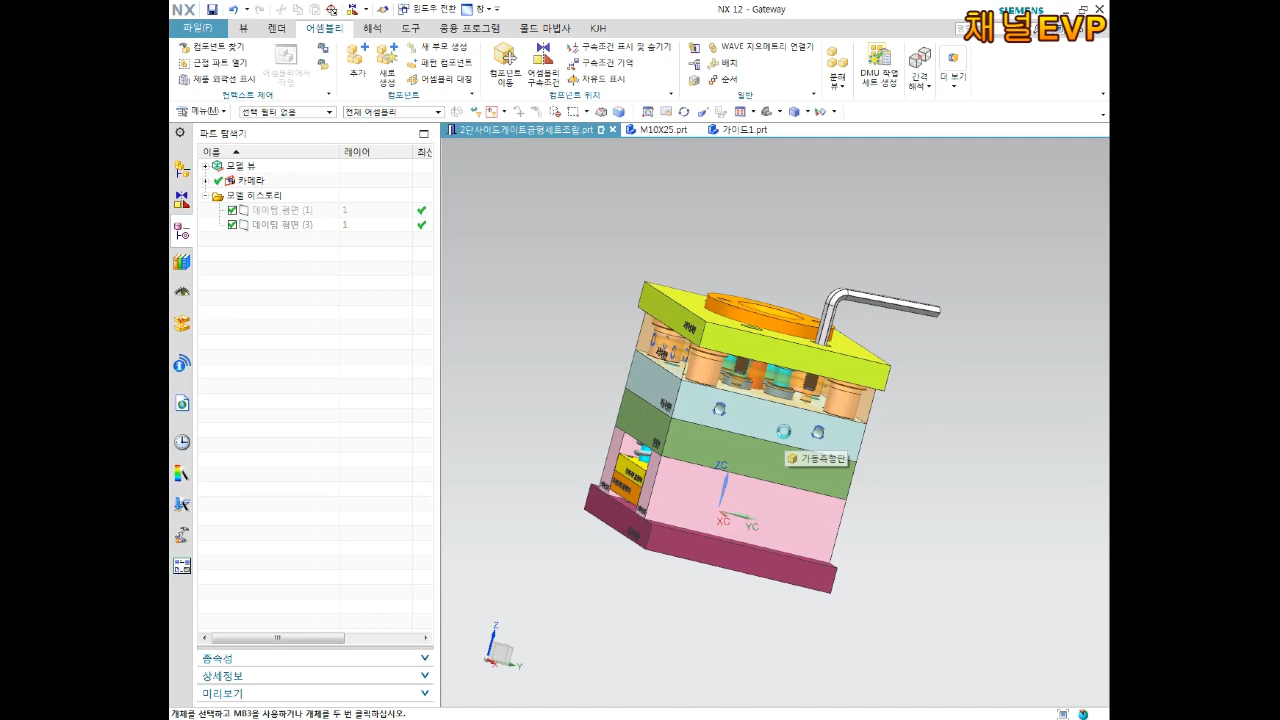 NX
윈도우 전환
창
NX 12 - Gateway
SIEMENS
채널EVP
파일(F)
뷰
렌더
어셈블리
해석
도구
응용 프로그램
몰드 마법사
KJH
컴포넌트 찾기
근접 파트 열기
제품 외곽선 표시
어셈블리에서 작업
컨텍스트 제어
추가
새로 생성
새 부모 생성
패턴 컴포넌트
어셈블리 대칭
컴포넌트
컴포넌트 이동
어셈블리 구속조건
구속조건 표시 및 숨기기
구속조건 기억
자유도 표시
컴포넌트 위치
WAVE 지오메트리 연결기
배치
순서
일반
분해 뷰
DMU 작업 세트 생성
간격 해석
더 보기
메뉴(M)
선택 필터 없음
전체 어셈블리
파트 탐색기
2단사이드게이트금형세트조립.prt
M10X25.prt
가이드1.prt
이름
레이어
최신
모델 뷰
카메라
모델 히스토리
데이텀 평면 (1)
1
데이텀 평면 (3)
1
가동측형판
ZC
XC
YC
Z
X
Y
종속성
상세정보
미리보기
개체를 선택하고 MB3을 사용하거나 개체를 두 번 클릭하십시오.